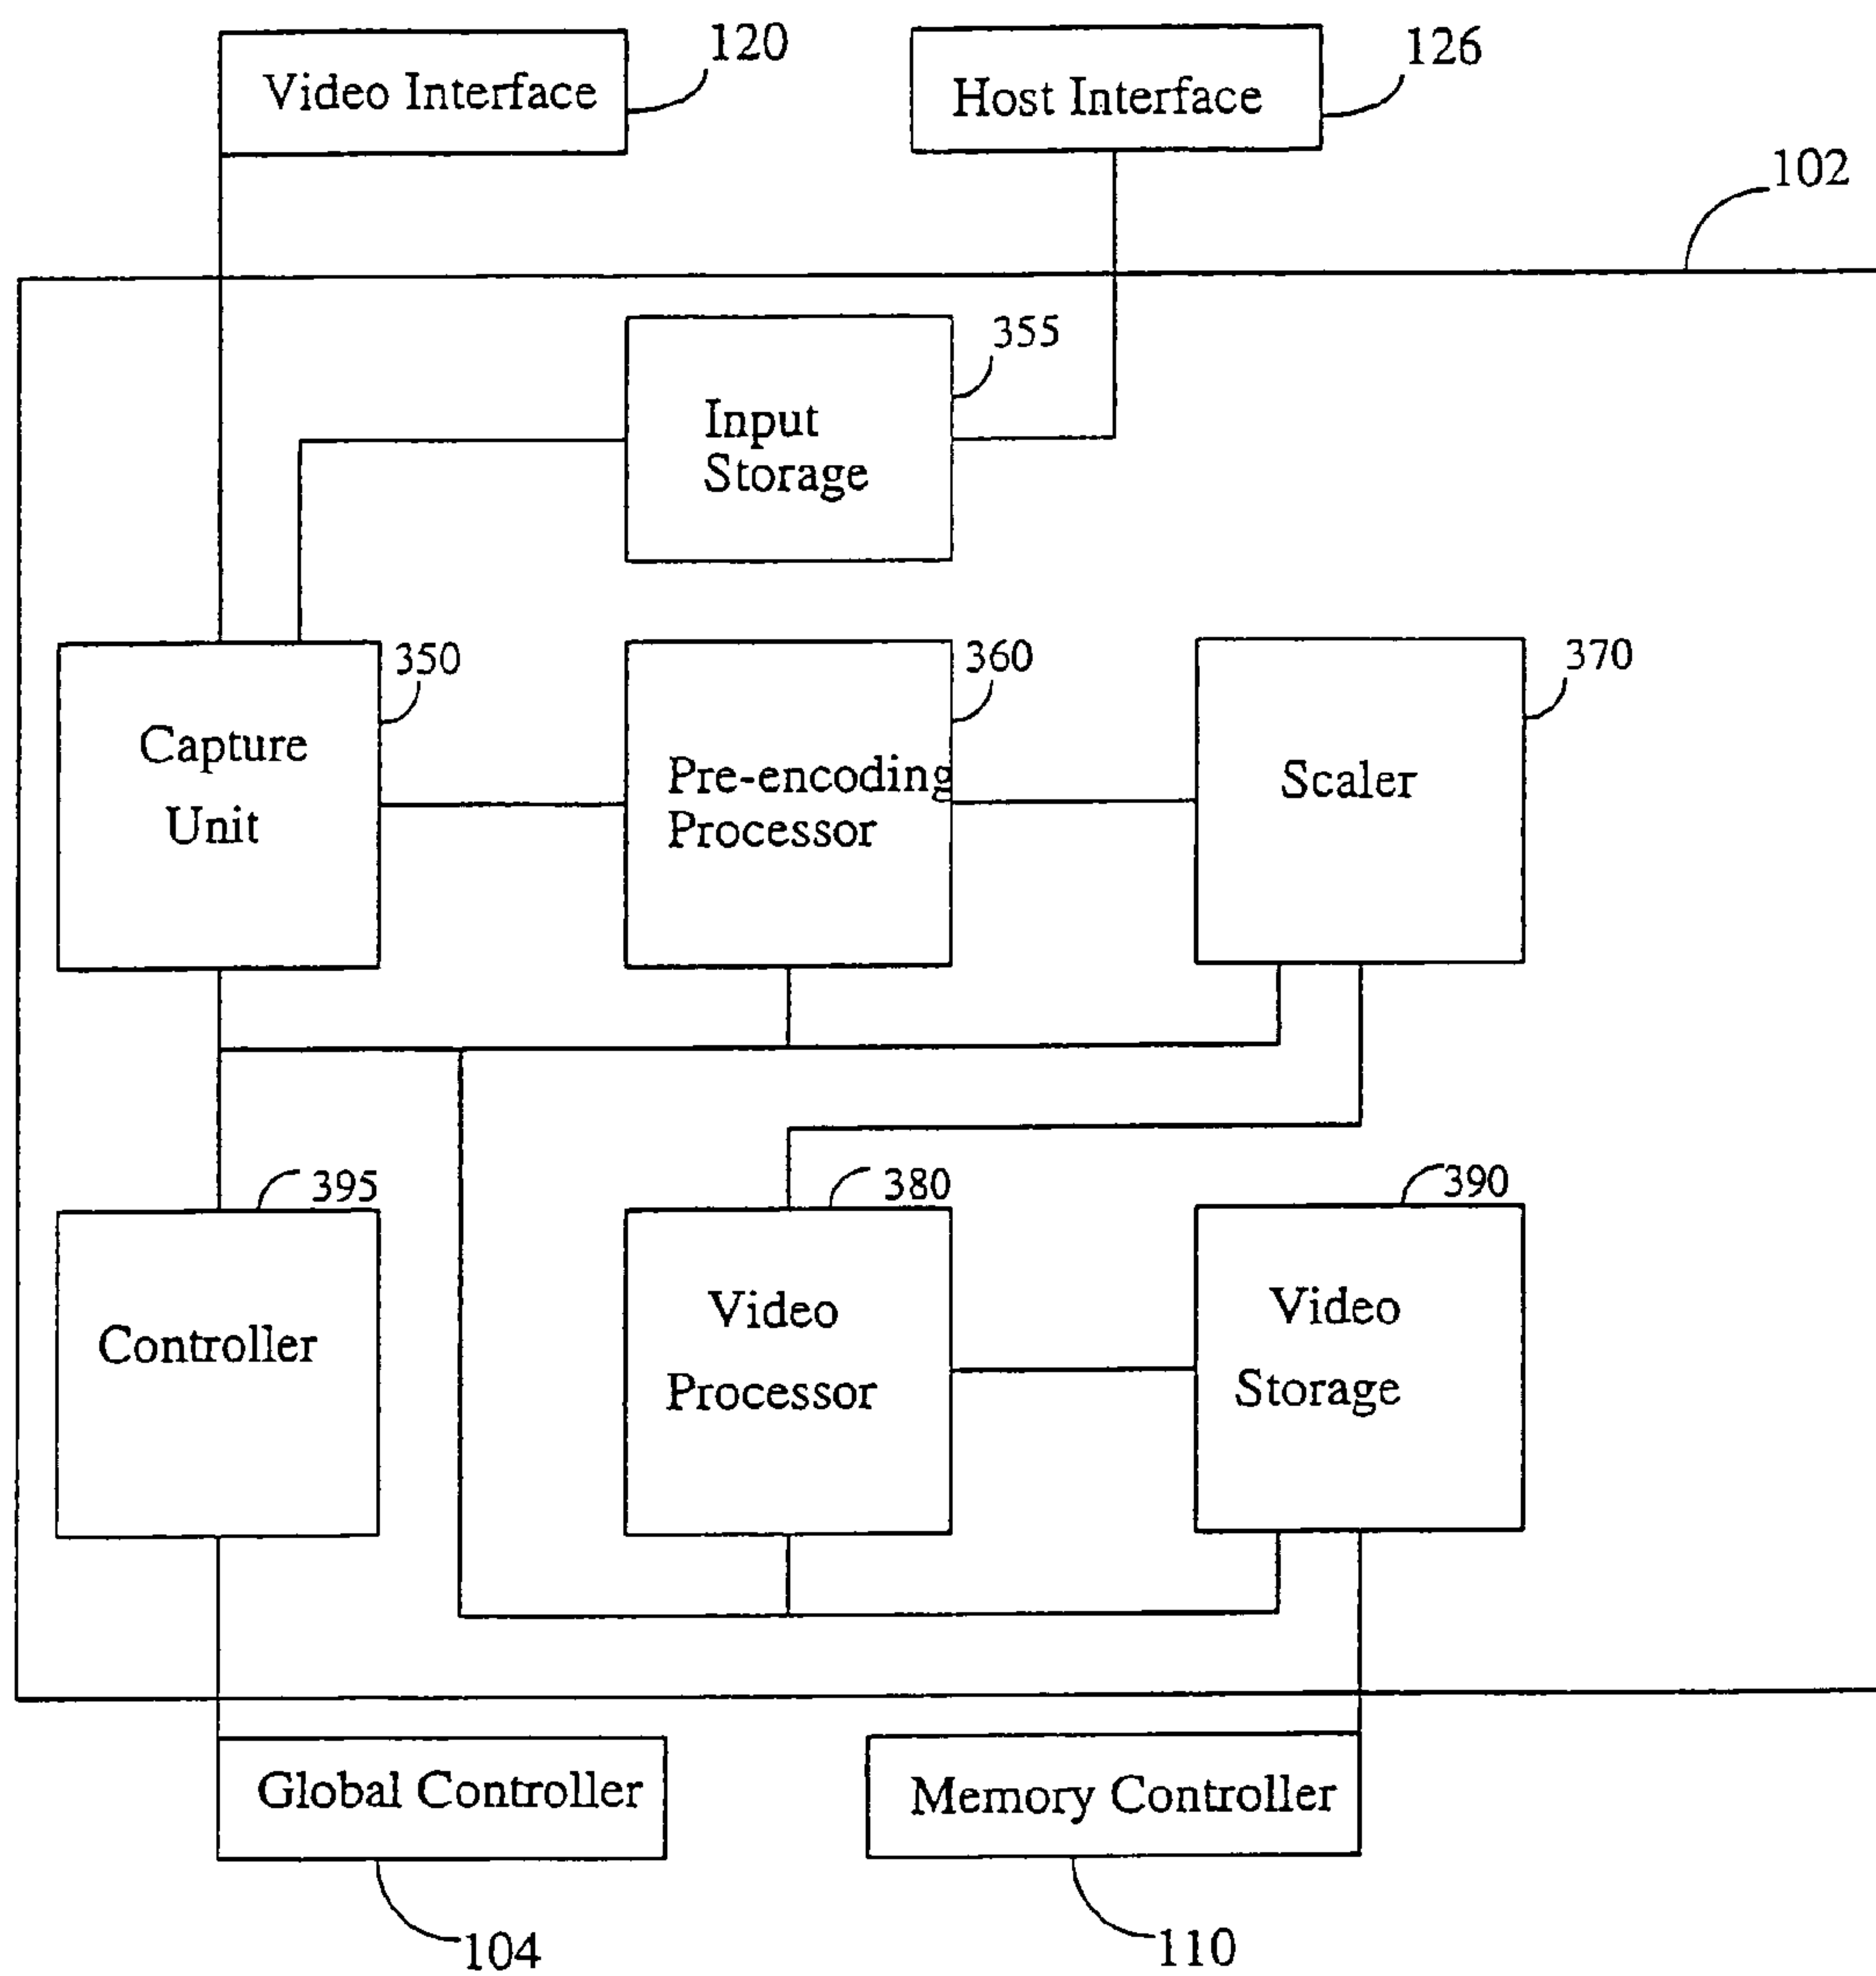 Video Interface
120
Host Interface
126
102
355
Input
Storage
350
360
370
Capture
Unit
Pre-encoding
Processor
Scaler
395
380
390
Controller
Video
Processor
Video
Storage
Global Controller
Memory Controller
104
110